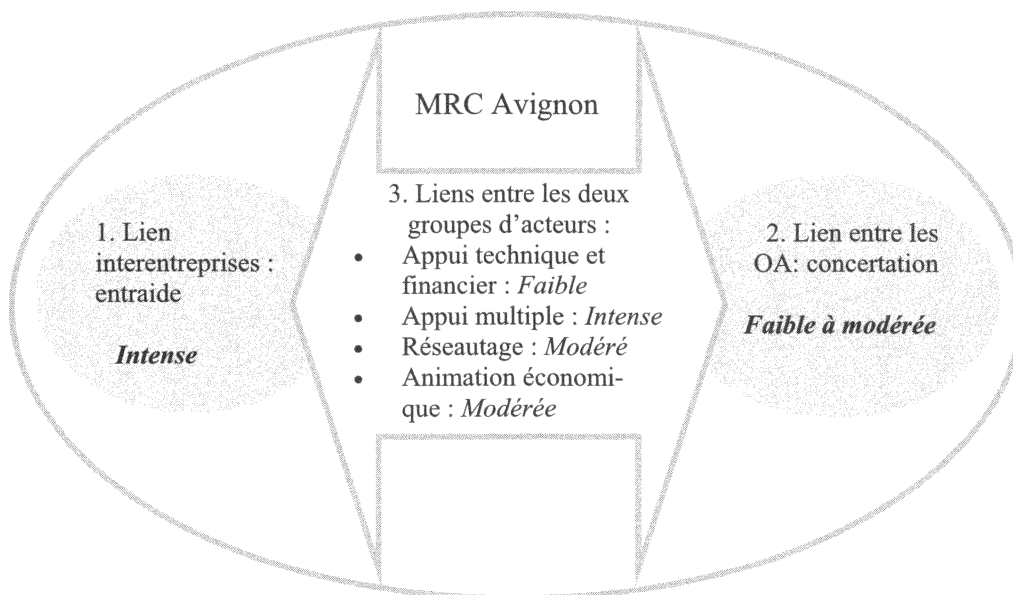 MRC Avignon
1. Lien
interentreprises :
entraide
Intense
3. Liens entre les deux
groupes d'acteurs :
• Appui technique et
financier : Faible
• Appui multiple : Intense
• Réseautage : Modéré
• Animation économi-
que : Modérée
2. Lien entre les
OA: concertation
Faible à modérée